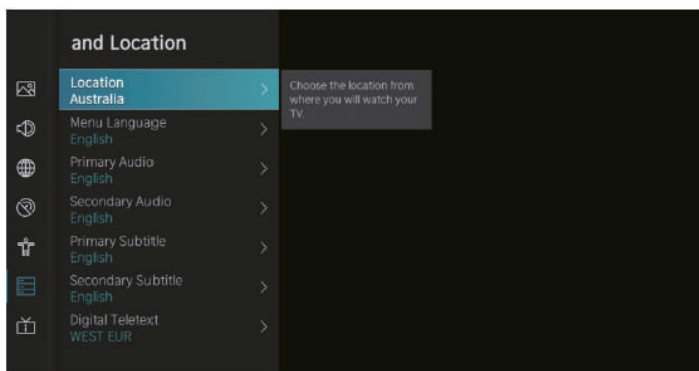 and Location
Location
Australia
Choose the location from
where you will watch your
TV.
Menu Language
English
Primary Audio
English
Secondary Audio
English
Primary Subtitle
English
Secondary Subtitle
English
Digital Teletext
WEST EUR